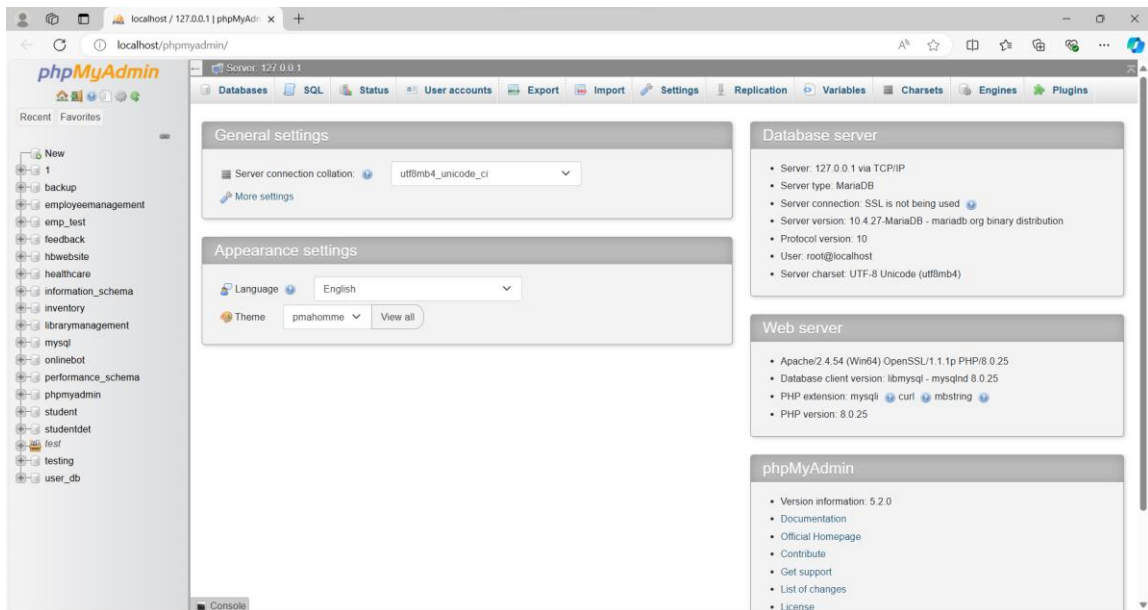 localhost / 127.0.0.1 | phpMyAdn
localhost/phpmyadmin/
phpMyAdmin
Recent Favorites
New
1
backup
employeemanagement
emp_test
feedback
hbwebsite
healthcare
information_schema
inventory
librarymanagement
mysql
onlinebot
performance_schema
phpmyadmin
student
studentdet
test
testing
user_db
Server: 127.0.0.1
Databases SQL Status User accounts Export Import Settings Replication Variables Charsets Engines Plugins
General settings
Server connection collation: utf8mb4_unicode_ci
More settings
Appearance settings
Language English
Theme pmahomme View all
Database server
Server: 127.0.0.1 via TCP/IP
Server type: MariaDB
Server connection: SSL is not being used
Server version: 10.4.27-MariaDB - mariadb.org binary distribution
Protocol version: 10
User: root@localhost
Server charset: UTF-8 Unicode (utf8mb4)
Web server
Apache/2.4.54 (Win64) OpenSSL/1.1.1p PHP/8.0.25
Database client version: libmysql - mysqlnd 8.0.25
PHP extension: mysqli curl mbstring
PHP version: 8.0.25
phpMyAdmin
Version information: 5.2.0
Documentation
Official Homepage
Contribute
Get support
List of changes
License
Console